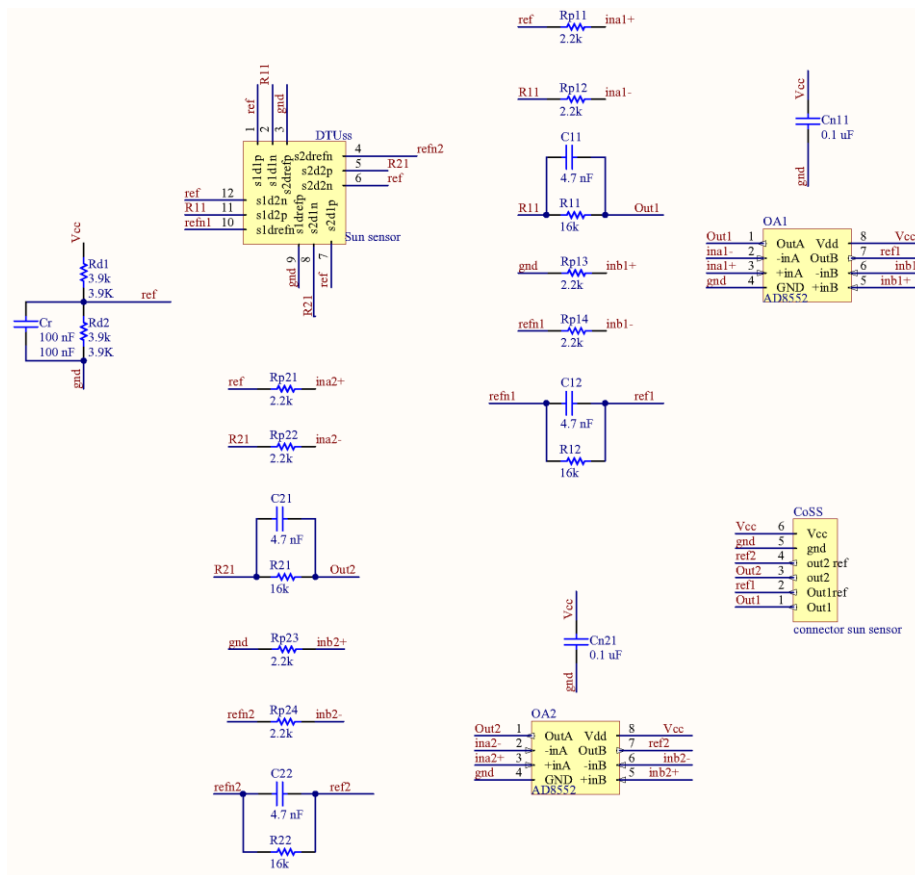 ref Rp11 ina1+
2.2k
R11 Rp12 ina1-
2.2k
C11
4.7 nF
R11 R11 Out1
16k
gnd Rp13 inb1+
2.2k
refn1 Rp14 inb1-
2.2k
refn1 C12 ref1
4.7 nF
R12
16k
Vcc
Cn11
0.1 uF
gnd
ref
R11
gnd
1
2
3
DTUss
s1d1p
s1d1n
s2drefp
s2drefn 4 refn2
s2d2p 5 R21
s2d2n 6 ref
ref 12 s1d2n
R11 11 s1d2p
refn1 10 s1drefn
s1drefp
s2d1n
s2d1p
Sun sensor
9
8
7
gnd
R21
ref
Vcc
Rd1
3.9k
3.9K
ref
Rd2
3.9k
3.9K
Cr
100 nF
100 nF
gnd
OA1
Out1 1 OutA Vdd 8 Vcc
ina1- 2 -inA OutB 7 ref1
ina1+ 3 +inA -inB 6 inb1-
gnd 4 GND +inB 5 inb1+
AD8552
ref Rp21 ina2+
2.2k
R21 Rp22 ina2-
2.2k
C21
4.7 nF
R21 R21 Out2
16k
gnd Rp23 inb2+
2.2k
refn2 Rp24 inb2-
2.2k
refn2 C22 ref2
4.7 nF
R22
16k
CoSS
Vcc 6 Vcc
gnd 5 gnd
ref2 4 out2 ref
Out2 3 out2
ref1 2 Out1ref
Out1 1 Out1
connector sun sensor
Vcc
Cn21
0.1 uF
gnd
OA2
Out2 1 OutA Vdd 8 Vcc
ina2- 2 -inA OutB 7 ref2
ina2+ 3 +inA -inB 6 inb2-
gnd 4 GND +inB 5 inb2+
AD8552